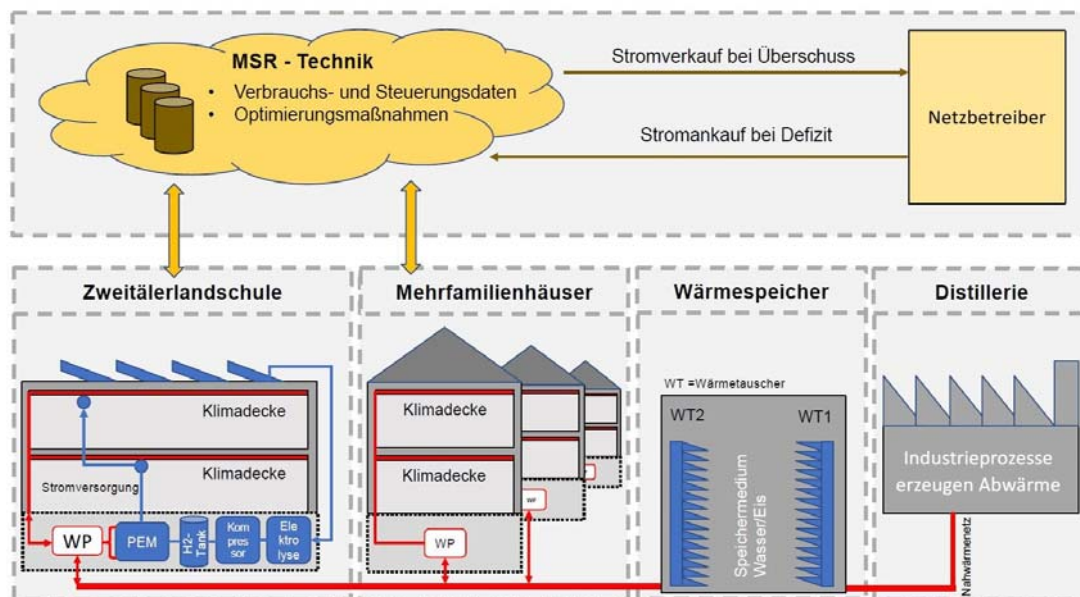 MSR - Technik
• Verbrauchs- und Steuerungsdaten
• Optimierungsmaßnahmen
Stromverkauf bei Überschuss
Stromankauf bei Defizit
Netzbetreiber
Zweitälerlandschule
Klimadecke
Klimadecke
Stromversorgung
WP
PEM
H2-
Tank
Kom
pres
sor
Ele
ktro
lyse
Mehrfamilienhäuser
Klimadecke
Klimadecke
WP
WP
WP
Wärmespeicher
WT =Wärmetauscher
WT2
WT1
Speichermedium
Wasser/Eis
Distillerie
Industrieprozesse
erzeugen Abwärme
Nahwärmenetz